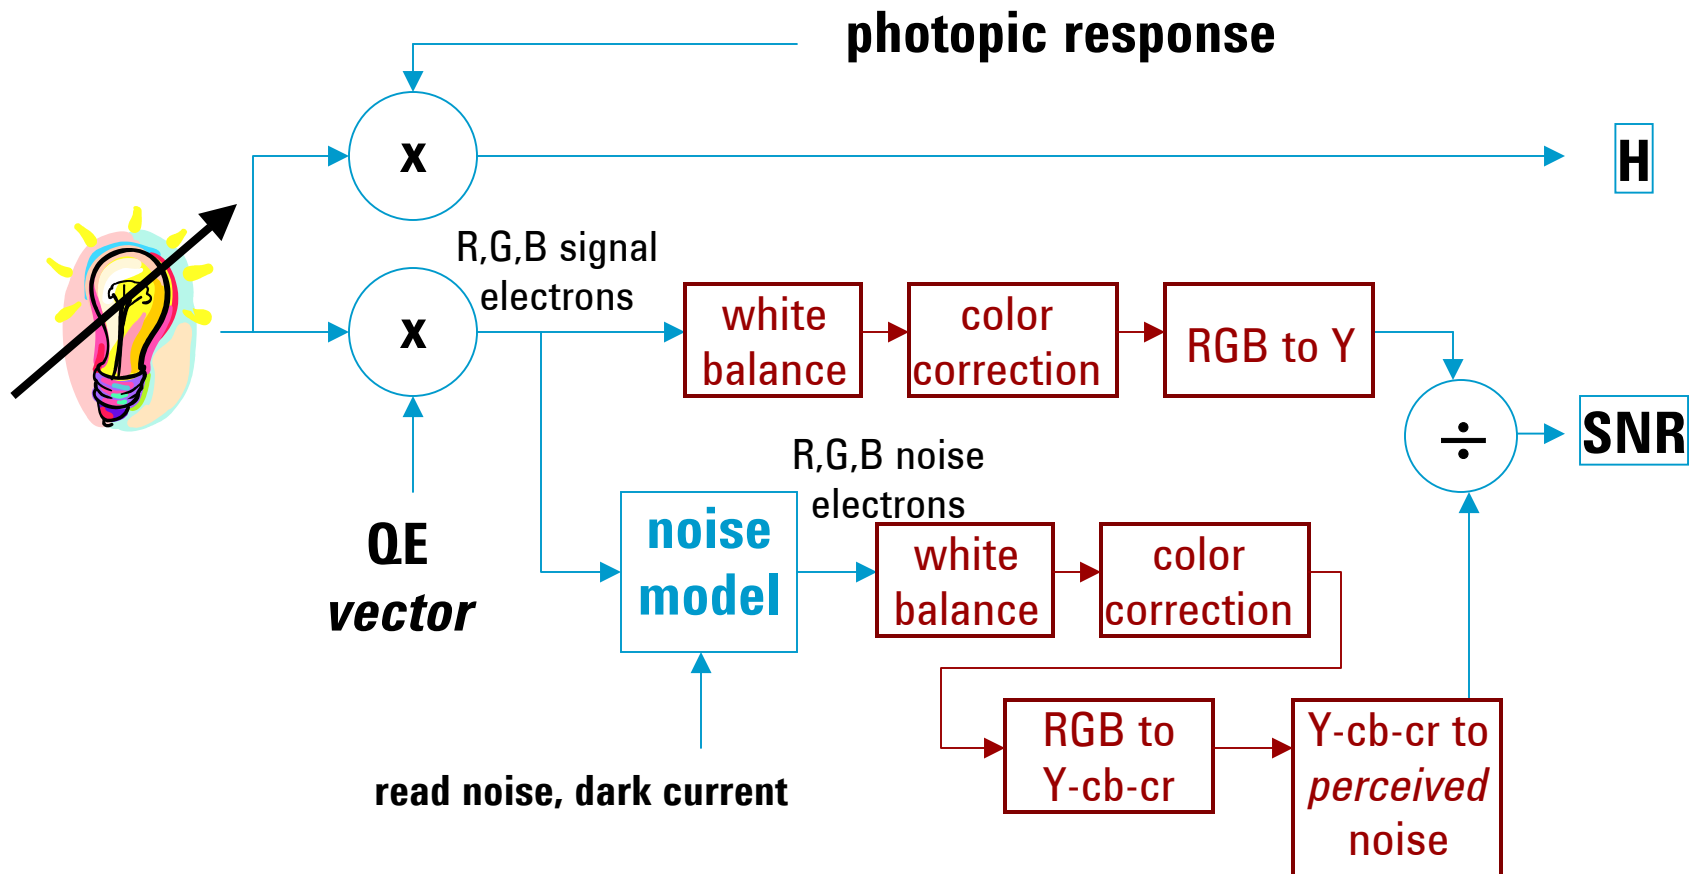 photopic response
x
H
R,G,B signal
electrons
x
white
balance
color
correction
RGB to Y
÷
SNR
QE
vector
R,G,B noise
electrons
noise
model
white
balance
color
correction
read noise, dark current
RGB to
Y-cb-cr
Y-cb-cr to
perceived
noise